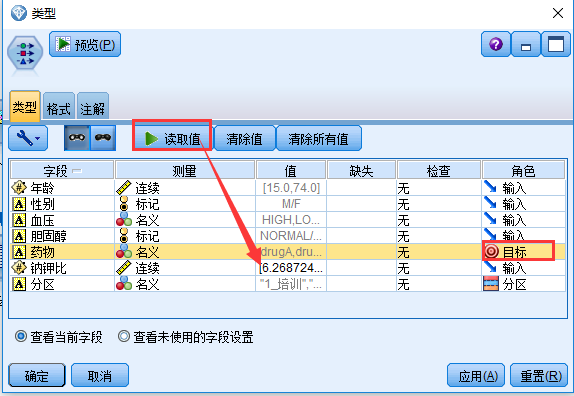 类型
预览(P)
类型 格式 注解
读取值 清除值 清除所有值
字段 测量 值 缺失 检查 角色
年龄 连续 [15.0,74.0] 无 输入
A 性别 标记 M/F 无 输入
A 血压 名义 HIGH,LO... 无 输入
A 胆固醇 标记 NORMAL/... 无 输入
A 药物 名义 drugA,dru... 无 目标
钠钾比 连续 [6.268724... 无 输入
A 分区 名义 "1_培训","... 无 分区
查看当前字段 查看未使用的字段设置
确定 取消 应用(A) 重置(R)